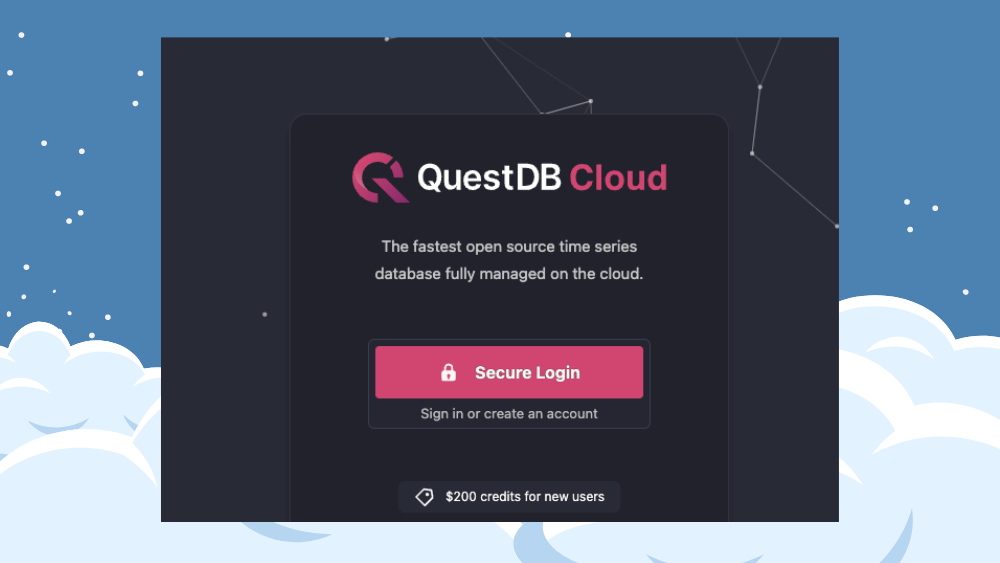 QuestDB Cloud
The fastest open source time series
database fully managed on the cloud.
Secure Login
Sign in or create an account
$200 credits for new users